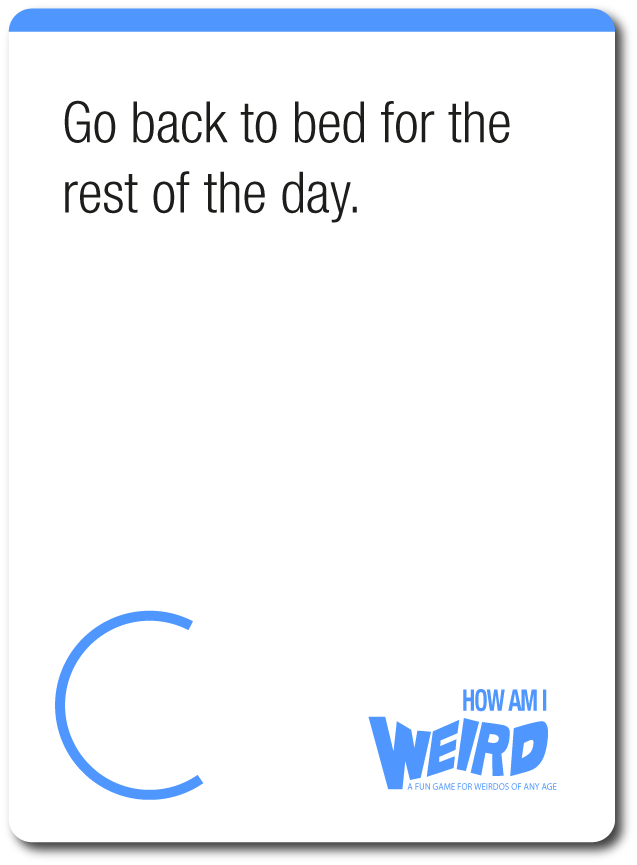 Go back to bed for the
rest of the day.
C
HOW AM I
WEIRD
A FUN GAME FOR WEIRDOS OF ANY AGE